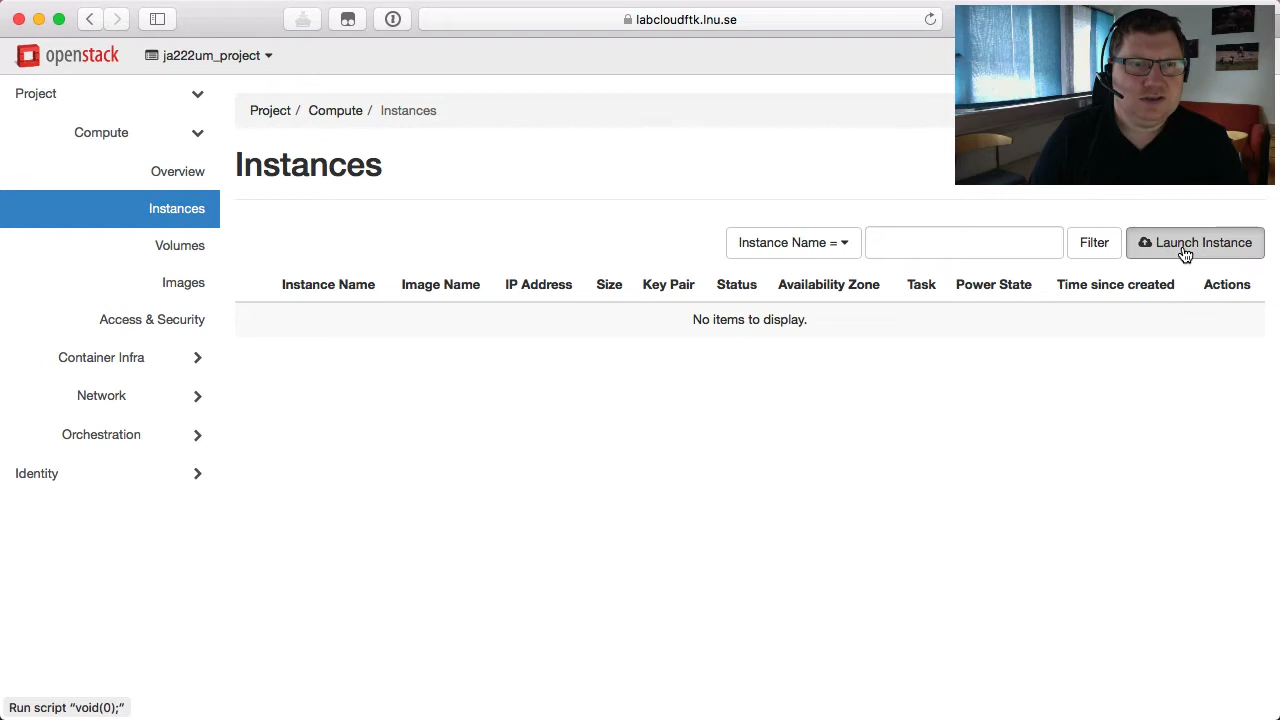 labcloudftk.lnu.se
openstack
ja222um_project
Project
Compute
Overview
Instances
Volumes
Images
Access & Security
Container Infra
Network
Orchestration
Identity
Project / Compute / Instances
Instances
Instance Name = Filter Launch Instance
Instance Name Image Name IP Address Size Key Pair Status Availability Zone Task Power State Time since created Actions
No items to display.
Run script “void(0);”